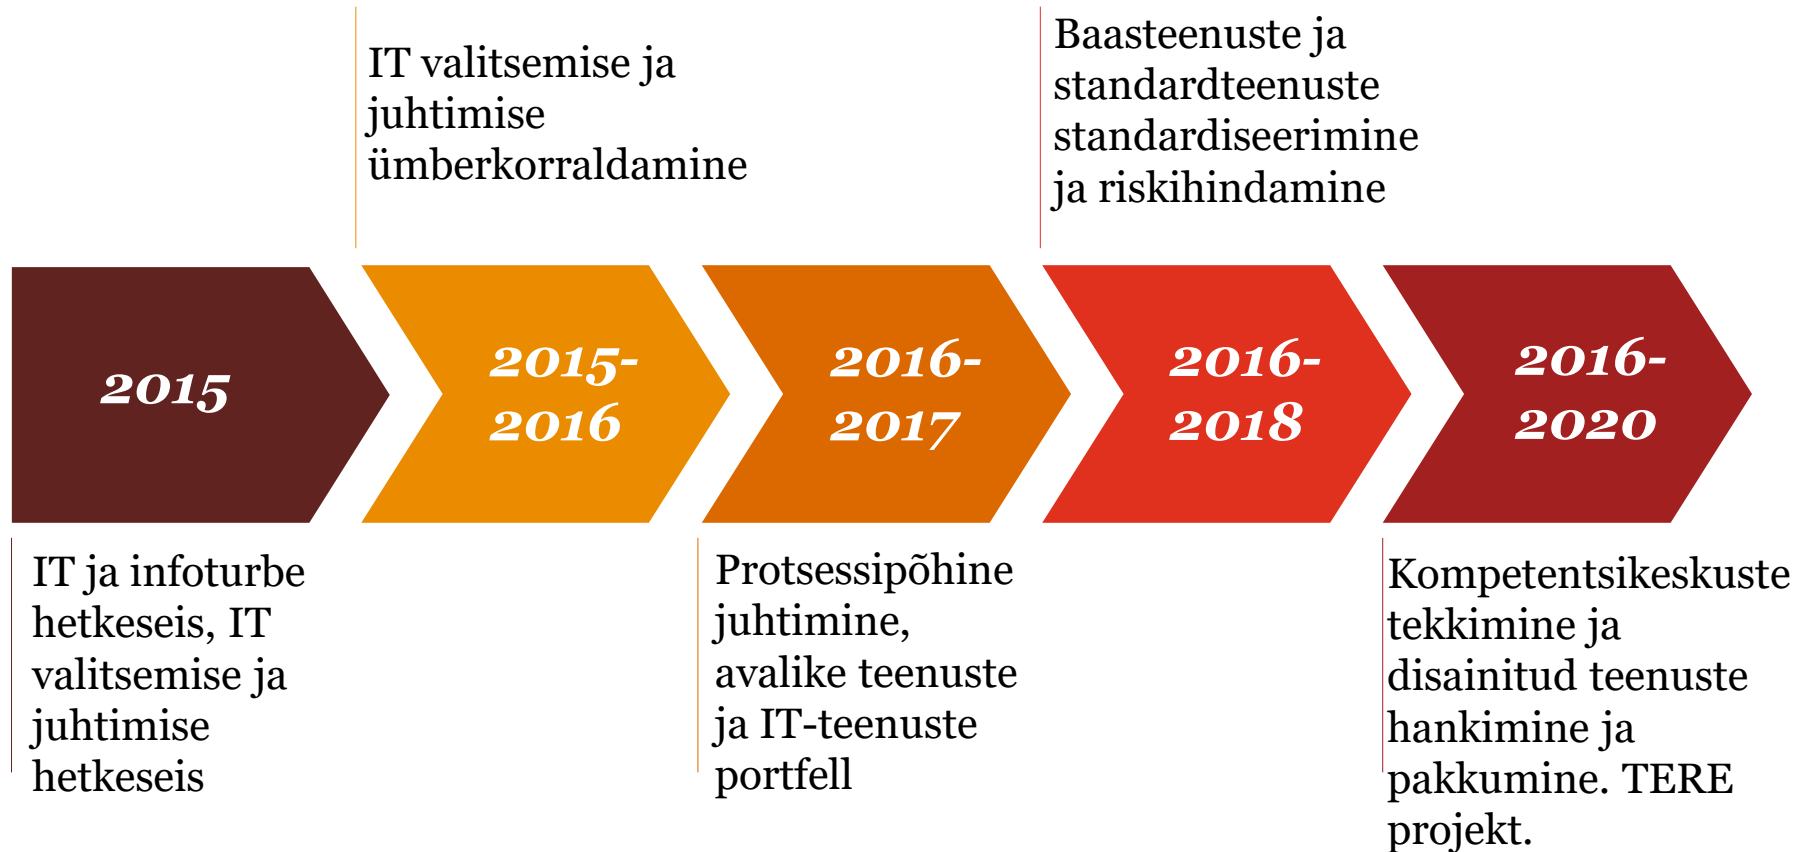 IT valitsemise ja
juhtimise
ümberkorraldamine
Baasteenuste ja
standardteenuste
standardiseerimine
ja riskihindamine
2015
2015-
2016
2016-
2017
2016-
2018
2016-
2020
IT ja infoturbe
hetkeseis, IT
valitsemise ja
juhtimise
hetkeseis
Protsessipõhine
juhtimine,
avalike teenuste
ja IT-teenuste
portfell
Kompetentsikeskuste
tekkimine ja
disainitud teenuste
hankimine ja
pakkumine. TERE
projekt.